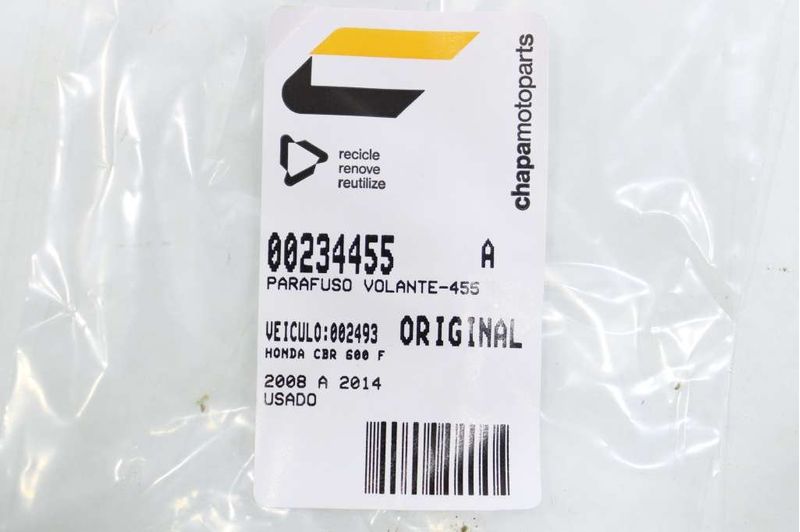 chapamotoparts
recicle
renove
reutilize
00234455 A
PARAFUSO VOLANTE-455
VEICULO:002493 ORIGINAL
HONDA CBR 600 F
2008 A 2014
USADO